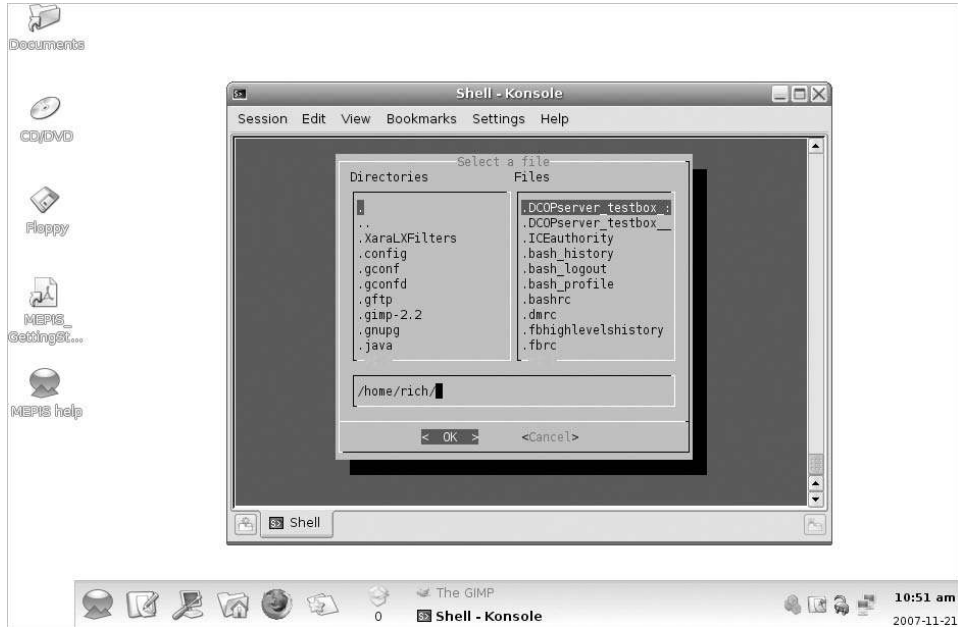 Documents
CD/DVD
Floppy
MEPIS_
GettingSt...
MEPIS help
Shell - Konsole
Session Edit View Bookmarks Settings Help
Select a file
Directories Files
. .DCOPserver_testbox_:
.. .DCOPserver_testbox__
.XaraLXFilters .ICEauthority
.config .bash_history
.gconf .bash_logout
.gconfd .bash_profile
.gftp .bashrc
.gimp-2.2 .dmrc
.gnupg .fbhighlevelshistory
.java .fbrc
/home/rich/
< OK > <Cancel>
Shell
The GIMP
0 Shell - Konsole
10:51 am
2007-11-21